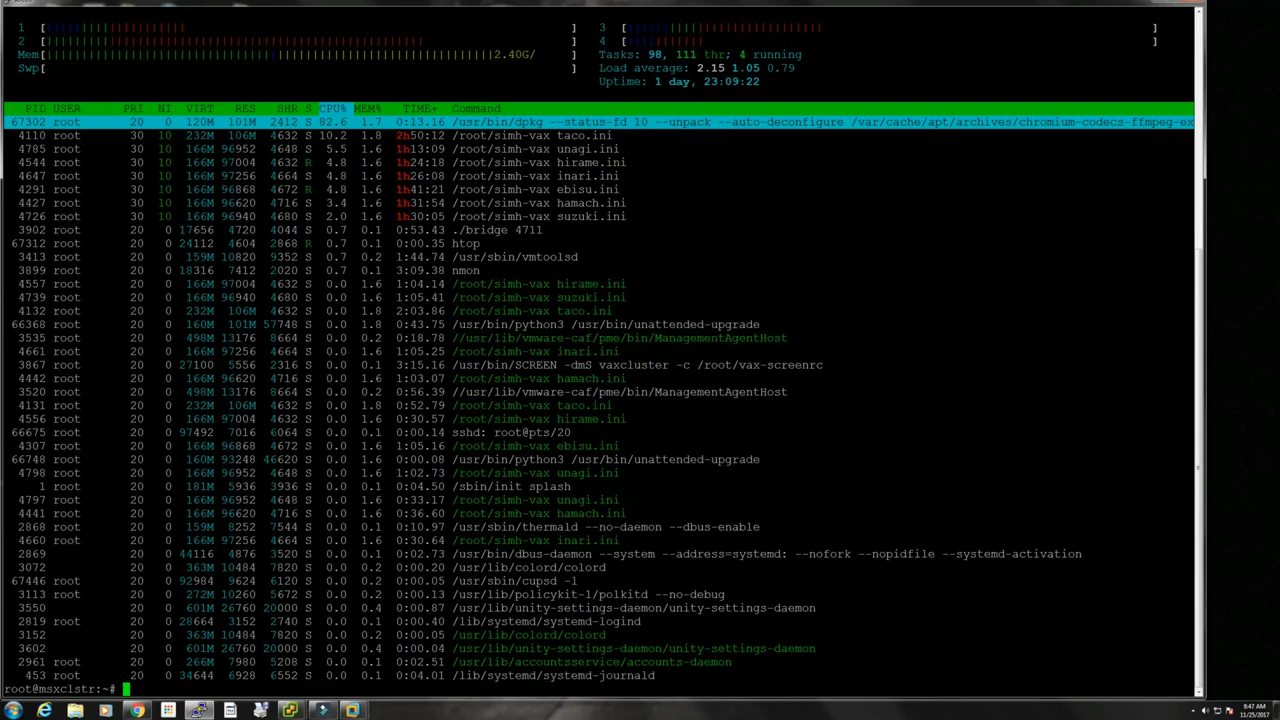 1 [ ] 3 [ ]
2 [ ] 4 [ ]
Mem[2.40G/ ] Tasks: 98, 111 thr; 4 running
Swp[ ] Load average: 2.15 1.05 0.79
Uptime: 1 day, 23:09:22
PID USER PRI NI VIRT RES SHR S CPU% MEM% TIME+ Command
67302 root 20 0 120M 101M 2412 S 82.6 1.7 0:13.16 /usr/bin/dpkg --status-fd 10 --unpack --auto-deconfigure /var/cache/apt/archives/chromium-codecs-ffmpeg-ex
4110 root 30 10 232M 106M 4632 S 10.2 1.8 2h50:12 /root/simh-vax taco.ini
4785 root 30 10 166M 96952 4648 S 5.5 1.6 1h13:09 /root/simh-vax unagi.ini
4544 root 30 10 166M 97004 4632 R 4.8 1.6 1h24:18 /root/simh-vax hirame.ini
4647 root 30 10 166M 97256 4664 S 4.8 1.6 1h26:08 /root/simh-vax inari.ini
4291 root 30 10 166M 96868 4672 R 4.8 1.6 1h41:21 /root/simh-vax ebisu.ini
4427 root 30 10 166M 96620 4716 S 3.4 1.6 1h31:54 /root/simh-vax hamach.ini
4726 root 30 10 166M 96940 4680 S 2.0 1.6 1h30:05 /root/simh-vax suzuki.ini
3902 root 20 0 17656 4720 4044 S 0.7 0.1 0:53.43 ./bridge 4711
67312 root 20 0 24112 4604 2868 R 0.7 0.1 0:00.35 htop
3413 root 20 0 159M 10820 9352 S 0.7 0.2 1:44.74 /usr/sbin/vmtoolsd
3899 root 20 0 18316 7412 2020 S 0.7 0.1 3:09.38 nmon
4557 root 20 0 166M 97004 4632 S 0.0 1.6 1:04.14 /root/simh-vax hirame.ini
4739 root 20 0 166M 96940 4680 S 0.0 1.6 1:05.41 /root/simh-vax suzuki.ini
4132 root 20 0 232M 106M 4632 S 0.0 1.8 2:03.86 /root/simh-vax taco.ini
66368 root 20 0 160M 101M 57748 S 0.0 1.7 0:43.75 /usr/bin/python3 /usr/bin/unattended-upgrade
3535 root 20 0 498M 13176 8664 S 0.0 0.2 0:18.78 //usr/lib/vmware-caf/pme/bin/ManagementAgentHost
4661 root 20 0 166M 97256 4664 S 0.0 1.6 1:05.25 /root/simh-vax inari.ini
3867 root 20 0 27100 5556 2316 S 0.0 0.1 3:15.16 /usr/bin/SCREEN -dmS vaxcluster -c /root/vax-screenrc
4442 root 20 0 166M 96620 4716 S 0.0 1.6 1:03.07 /root/simh-vax hamach.ini
3520 root 20 0 498M 13176 8664 S 0.0 0.2 0:56.39 //usr/lib/vmware-caf/pme/bin/ManagementAgentHost
4131 root 20 0 232M 106M 4632 S 0.0 1.8 0:52.79 /root/simh-vax taco.ini
4556 root 20 0 166M 97004 4632 S 0.0 1.6 0:30.57 /root/simh-vax hirame.ini
66675 root 20 0 97492 6916 6064 S 0.0 0.1 0:00.14 sshd: root@pts/20
4307 root 20 0 166M 96868 4672 S 0.0 1.6 1:05.16 /root/simh-vax ebisu.ini
66748 root 20 0 160M 93248 46620 S 0.0 1.6 0:00.08 /usr/bin/python3 /usr/bin/unattended-upgrade
4798 root 20 0 166M 96952 4648 S 0.0 1.6 1:02.73 /root/simh-vax unagi.ini
1 root 20 0 181M 5936 3936 S 0.0 0.1 0:04.50 /sbin/init splash
4797 root 20 0 166M 96952 4648 S 0.0 1.6 0:33.17 /root/simh-vax unagi.ini
4441 root 20 0 166M 96620 4716 S 0.0 1.6 0:36.60 /root/simh-vax hamach.ini
2868 root 20 0 159M 8252 7544 S 0.0 0.1 0:10.97 /usr/sbin/thermald --no-daemon --dbus-enable
4660 root 20 0 166M 97256 4664 S 0.0 1.6 0:30.64 /root/simh-vax inari.ini
2869 20 0 44116 4876 3520 S 0.0 0.1 0:02.73 /usr/bin/dbus-daemon --system --address=systemd: --nofork --nopidfile --systemd-activation
3072 20 0 363M 10484 7820 S 0.0 0.2 0:00.20 /usr/lib/colord/colord
67446 root 20 0 92984 9624 6120 S 0.0 0.2 0:00.03 /usr/sbin/cupsd -l
3113 root 20 0 272M 10260 5672 S 0.0 0.2 0:00.13 /usr/lib/policykit-1/polkitd --no-debug
3550 20 0 601M 26760 20000 S 0.0 0.4 0:00.87 /usr/lib/unity-settings-daemon/unity-settings-daemon
2819 root 20 0 28664 3152 2740 S 0.0 0.1 0:00.40 /lib/systemd/systemd-logind
3152 20 0 363M 10484 7820 S 0.0 0.2 0:00.05 /usr/lib/colord/colord
3602 20 0 601M 26760 20000 S 0.0 0.4 0:00.04 /usr/lib/unity-settings-daemon/unity-settings-daemon
2961 root 20 0 266M 7980 5208 S 0.0 0.1 0:02.51 /usr/lib/accountsservice/accounts-daemon
453 root 20 0 34644 6928 6552 S 0.0 0.1 0:04.01 /lib/systemd/systemd-journald
root@msxclstr:~#
8:47 AM
11/25/2017